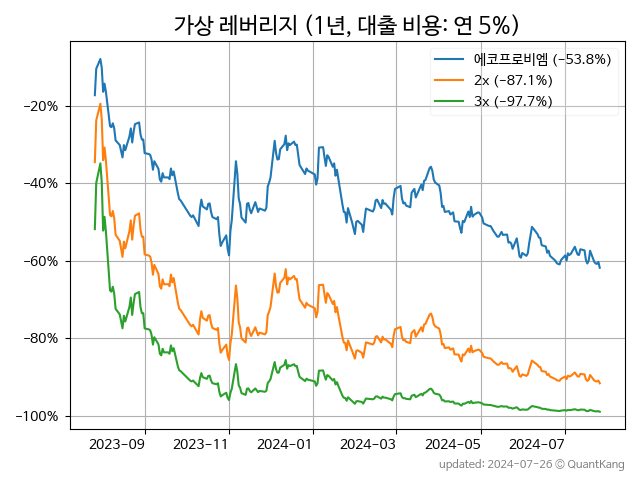 가상 레버리지 (1년, 대출 비용: 연 5%)
에코프로비엠 (−53.8%)
2x (−87.1%)
3x (−97.7%)
−20%
−40%
−60%
−80%
−100%
2023−09 2023−11 2024−01 2024−03 2024−05 2024−07
updated: 2024-07-26 © QuantKang